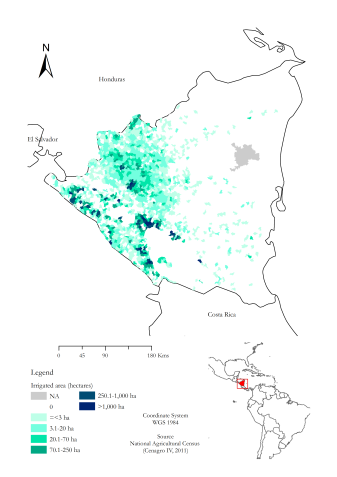 N
Honduras
El Salvador
Costa Rica
0 45 90 180 Kms
Legend
Irrigated area (hectares)
NA
0
=<3 ha
3.1-20 ha
20.1-70 ha
70.1-250 ha
250.1-1,000 ha
>1,000 ha
Coordinate System
WGS 1984
Source
National Agricultural Census
(Cenagro IV, 2011)